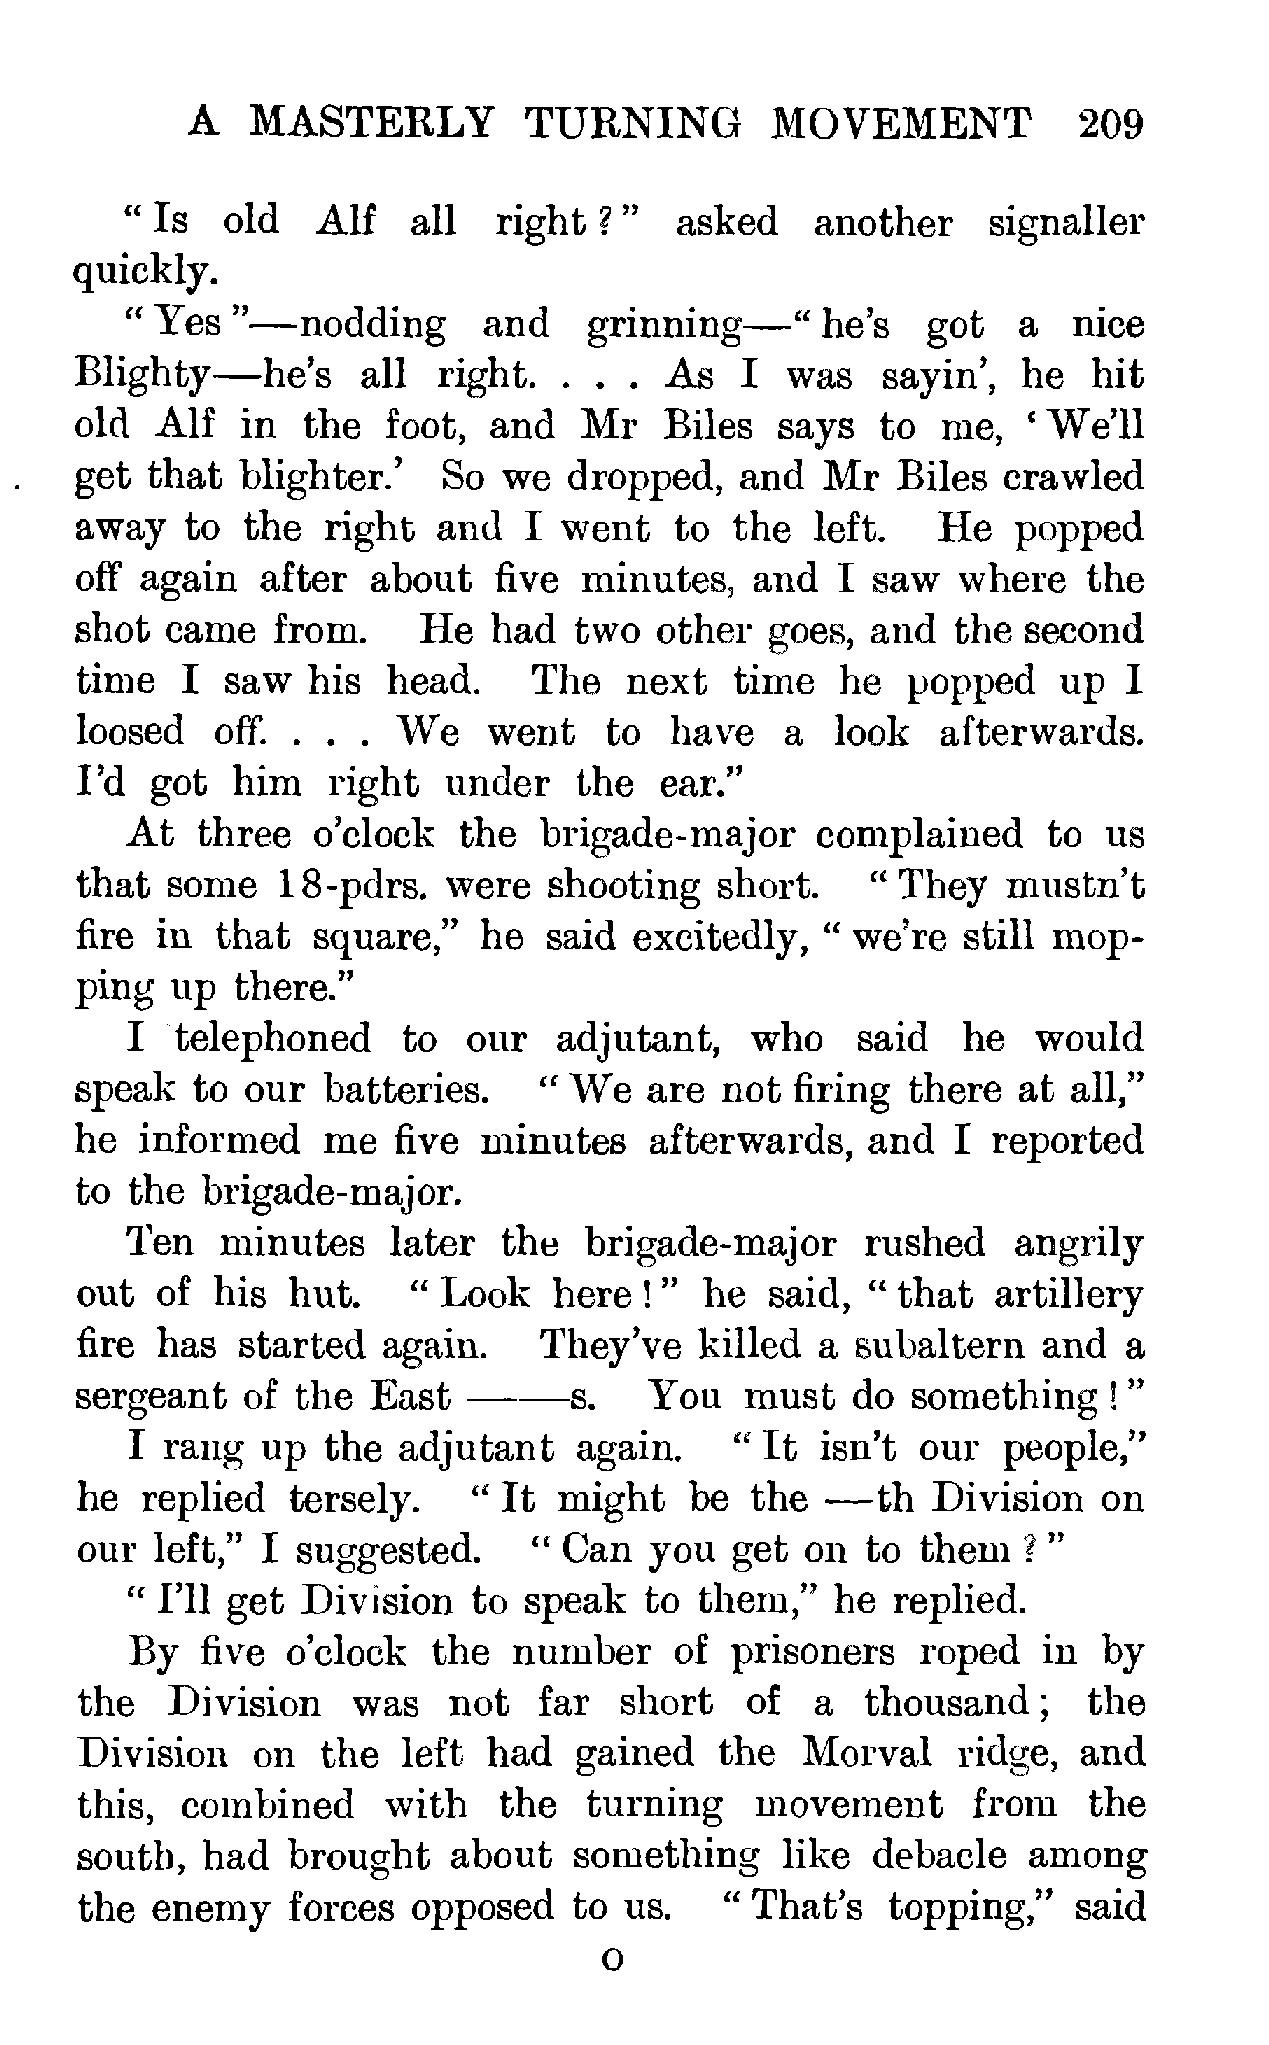 A MASTERLY TURNING MOVEMENT 209
“ Is old Alf all right ? ” asked another signaller
quickly.
“ Yes ”—nodding and grinning—“ he’s got a nice
Blighty—he’s all right. . . . As I was sayin’, he hit
old Alf in the foot, and Mr Biles says to me, ‘ We’ll
get that blighter.’ So we dropped, and Mr Biles crawled
away to the right and I went to the left. He popped
off again after about five minutes, and I saw where the
shot came from. He had two other goes, and the second
time I saw his head. The next time he popped up I
loosed off. . . . We went to have a look afterwards.
I’d got him right under the ear.”
At three o’clock the brigade-major complained to us
that some 18-pdrs. were shooting short. “ They mustn’t
fire in that square,” he said excitedly, “ we’re still mop-
ping up there.”
I telephoned to our adjutant, who said he would
speak to our batteries. “ We are not firing there at all,”
he informed me five minutes afterwards, and I reported
to the brigade-major.
Ten minutes later the brigade-major rushed angrily
out of his hut. “ Look here ! ” he said, “ that artillery
fire has started again. They’ve killed a subaltern and a
sergeant of the East ——s. You must do something ! ”
I rang up the adjutant again. “ It isn’t our people,”
he replied tersely. “ It might be the —th Division on
our left,” I suggested. “ Can you get on to them ? ”
“ I’ll get Division to speak to them,” he replied.
By five o’clock the number of prisoners roped in by
the Division was not far short of a thousand ; the
Division on the left had gained the Morval ridge, and
this, combined with the turning movement from the
south, had brought about something like debacle among
the enemy forces opposed to us. “ That’s topping,” said
O